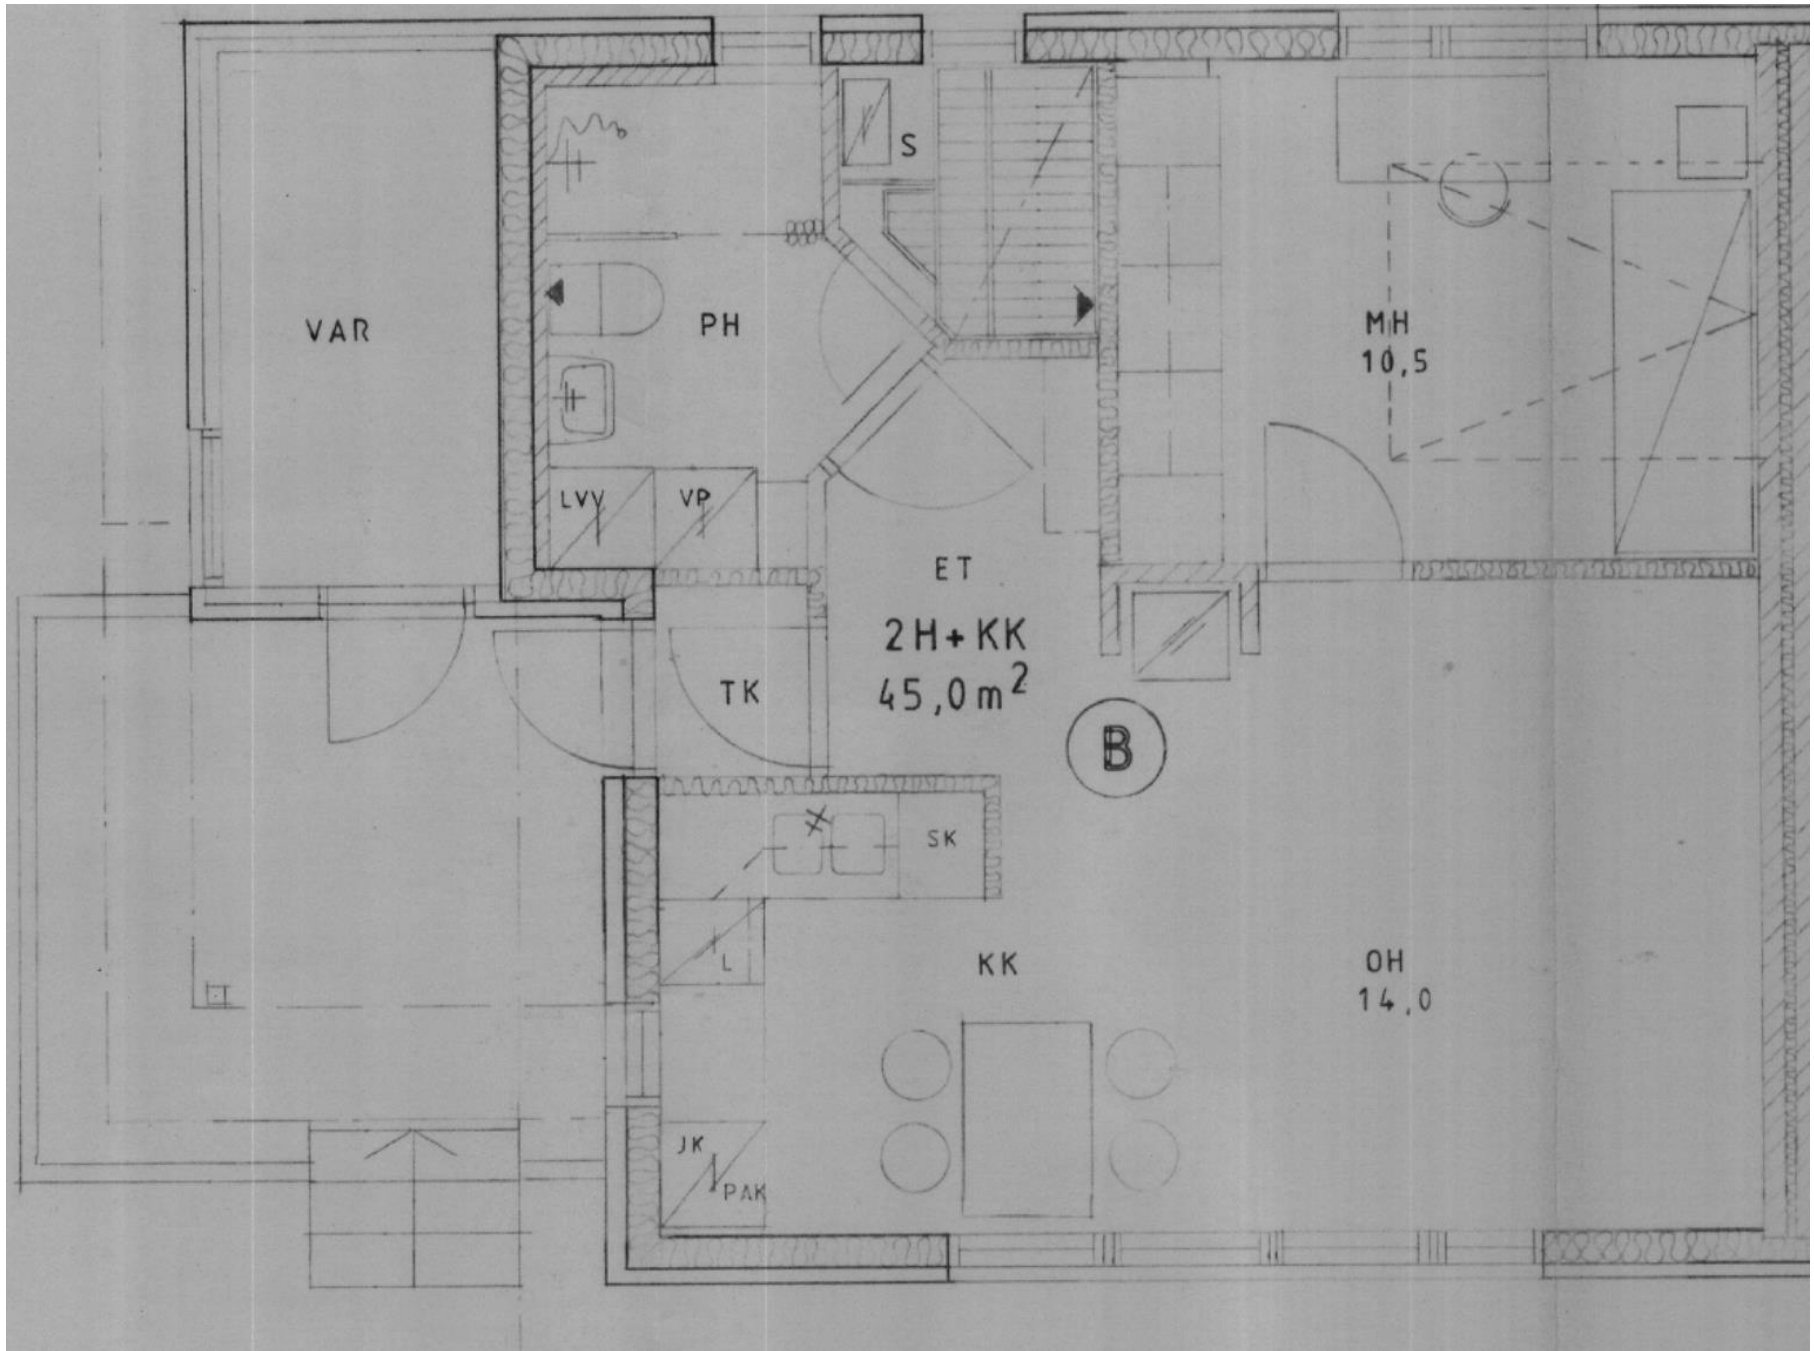 S
VAR
PH
MH
10,5
LVV
VP
ET
2H+KK
45,0m²
TK
B
SK
L
KK
OH
14,0
JK
PAK